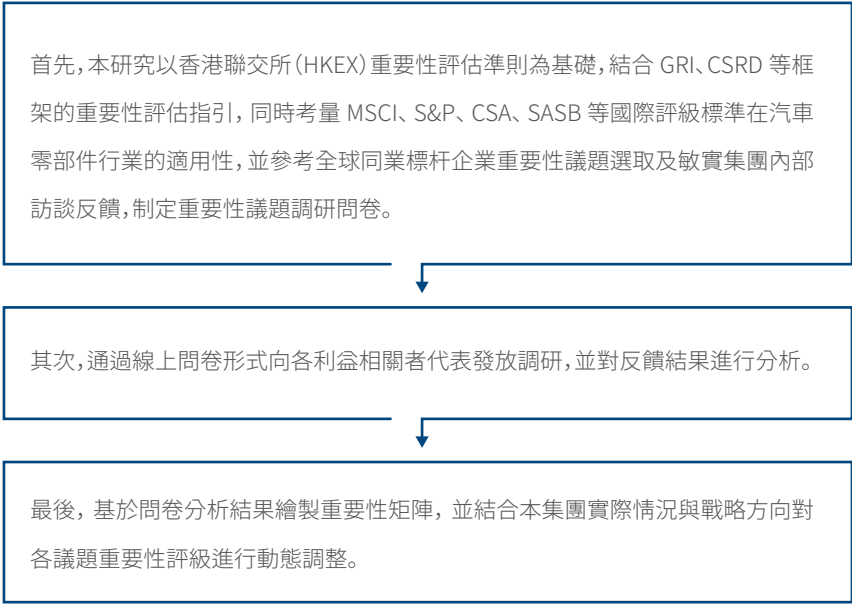 首先，本研究以香港聯交所（HKEX）重要性評估準則為基礎，結合 GRI、CSRD 等框
架的重要性評估指引，同時考量 MSCI、S&P、CSA、SASB 等國際評級標準在汽車
零部件行業的適用性，並參考全球同業標杆企業重要性議題選取及敏實集團內部
訪談反饋，制定重要性議題調研問卷。
其次，通過線上問卷形式向各利益相關者代表發放調研，並對反饋結果進行分析。
最後，基於問卷分析結果繪製重要性矩陣，並結合本集團實際情況與戰略方向對
各議題重要性評級進行動態調整。